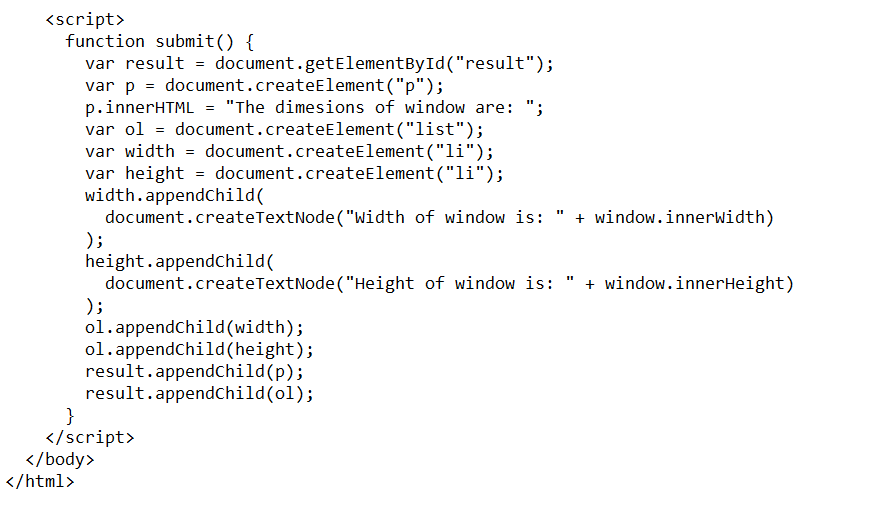 <script>
function submit() {
var result = document.getElementById("result");
var p = document.createElement("p");
p.innerHTML = "The dimesions of window are: ";
var ol = document.createElement("list");
var width = document.createElement("li");
var height = document.createElement("li");
width.appendChild(
document.createTextNode("Width of window is: " + window.innerWidth)
);
height.appendChild(
document.createTextNode("Height of window is: " + window.innerHeight)
);
ol.appendChild(width);
ol.appendChild(height);
result.appendChild(p);
result.appendChild(ol);
}
</script>
</body>
</html>